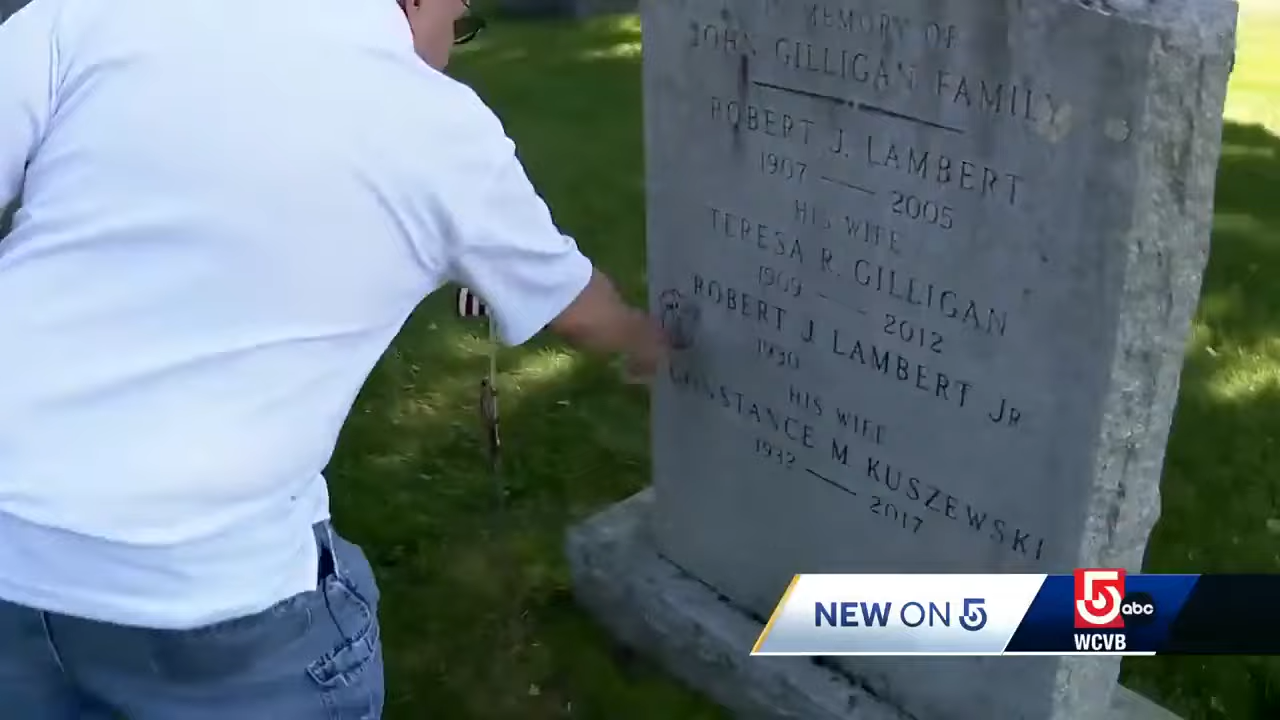 IN MEMORY OF
JOHN GILLIGAN FAMILY
ROBERT J. LAMBERT
1907 — 2005
HIS WIFE
TERESA R. GILLIGAN
1909 — 2012
ROBERT J LAMBERT JR
1930
HIS WIFE
CONSTANCE M KUSZEWSKI
1932 — 2017
NEW ON 5
5 abc
WCVB